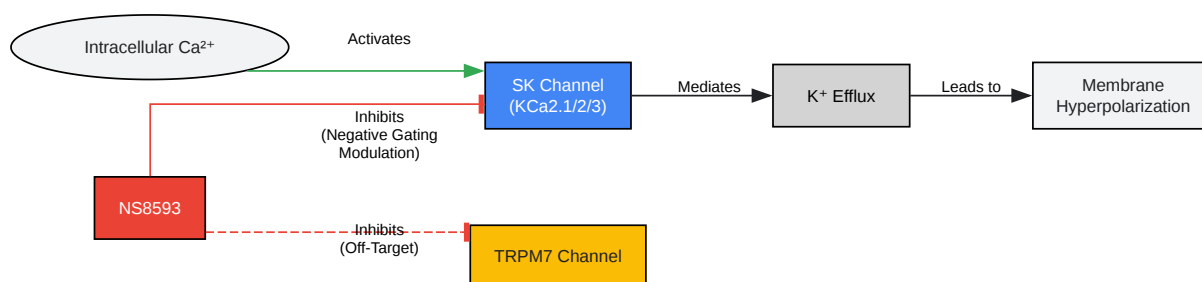 Intracellular Ca²⁺
Activates
SK Channel
(KCa2.1/2/3)
Mediates
K⁺ Efflux
Leads to
Membrane
Hyperpolarization
Inhibits
(Negative Gating
Modulation)
NS8593
Inhibits
(Off-Target)
TRPM7 Channel